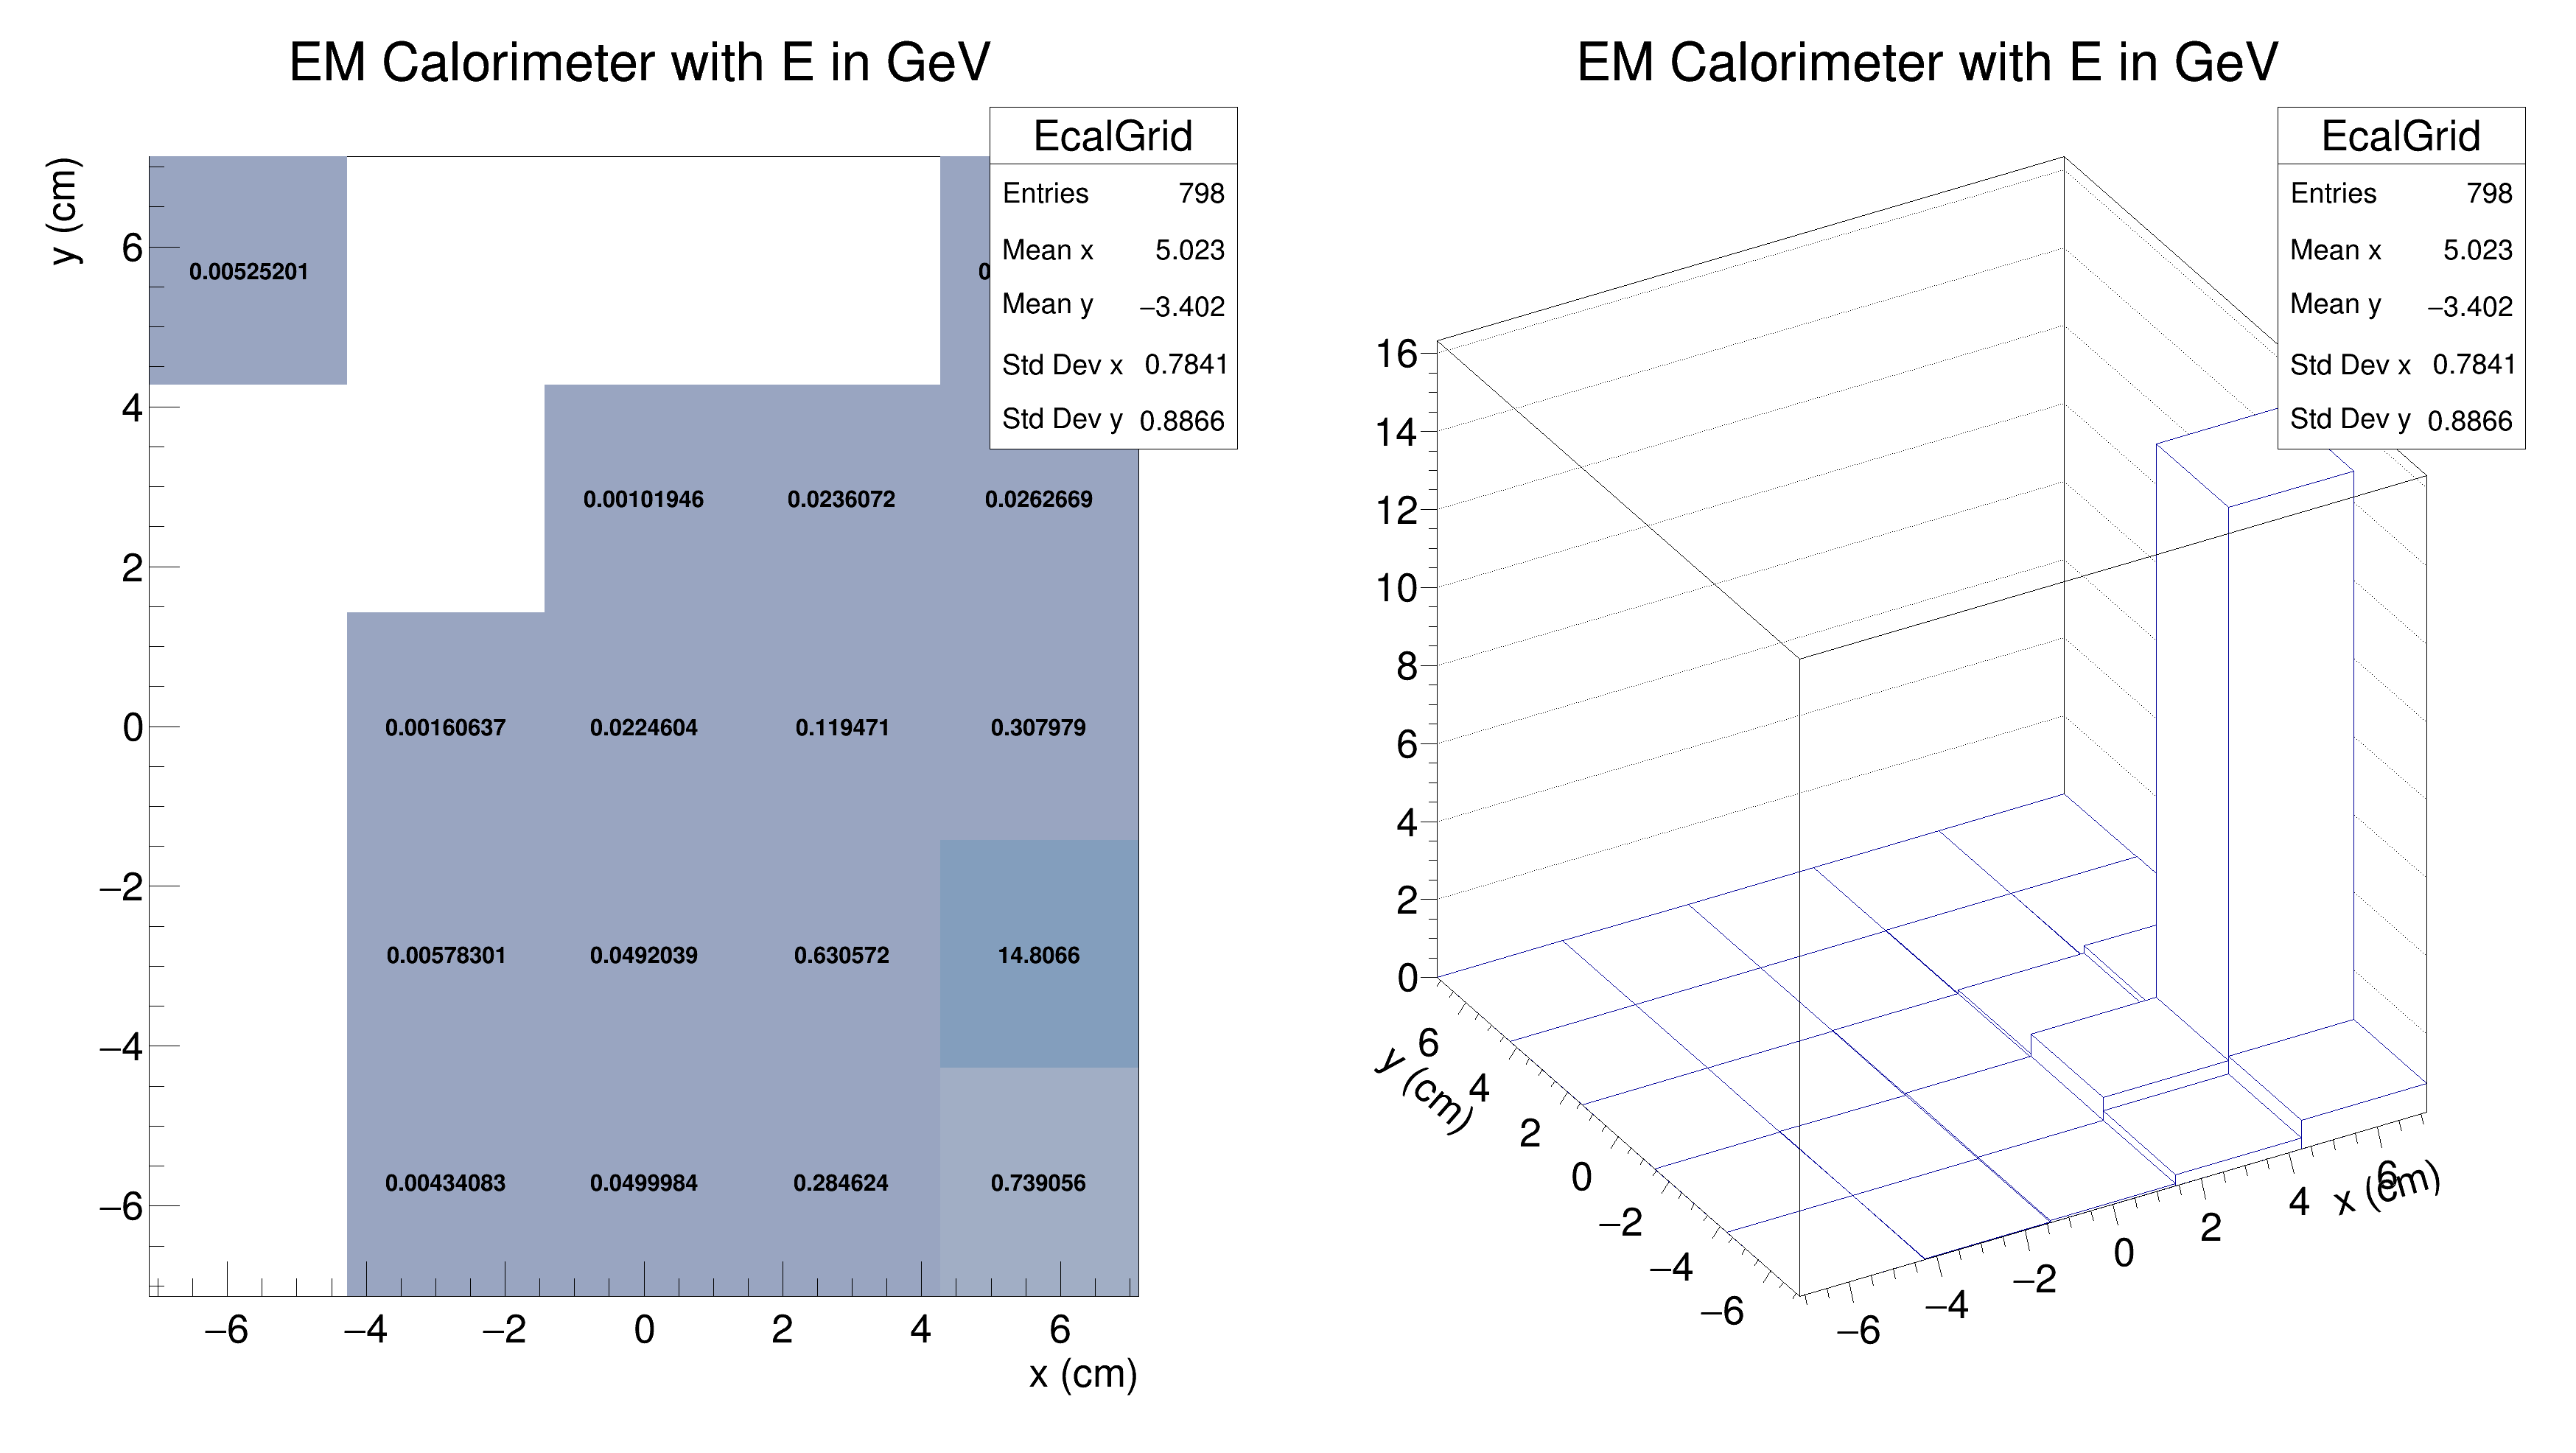 EM Calorimeter with E in GeV
EcalGrid
Entries 798
Mean x 5.023
Mean y −3.402
Std Dev x 0.7841
Std Dev y 0.8866
y (cm)
6
4
2
0
−2
−4
−6
0.00525201
0.00101946 0.0236072 0.0262669
0.00160637 0.0224604 0.119471 0.307979
0.00578301 0.0492039 0.630572 14.8066
0.00434083 0.0499984 0.284624 0.739056
−6 −4 −2 0 2 4 6
x (cm)
EM Calorimeter with E in GeV
EcalGrid
Entries 798
Mean x 5.023
Mean y −3.402
Std Dev x 0.7841
Std Dev y 0.8866
16
14
12
10
8
6
4
2
0
y (cm)
6
4
2
0
−2
−4
−6
−6
−4
−2
0
2
4
6
x (cm)